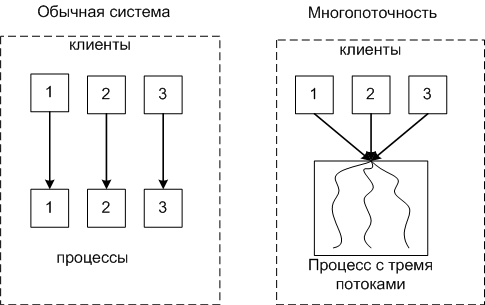 Обычная система
клиенты
1 2 3
1 2 3
процессы
Многопоточность
клиенты
1 2 3
Процесс с тремя
потоками